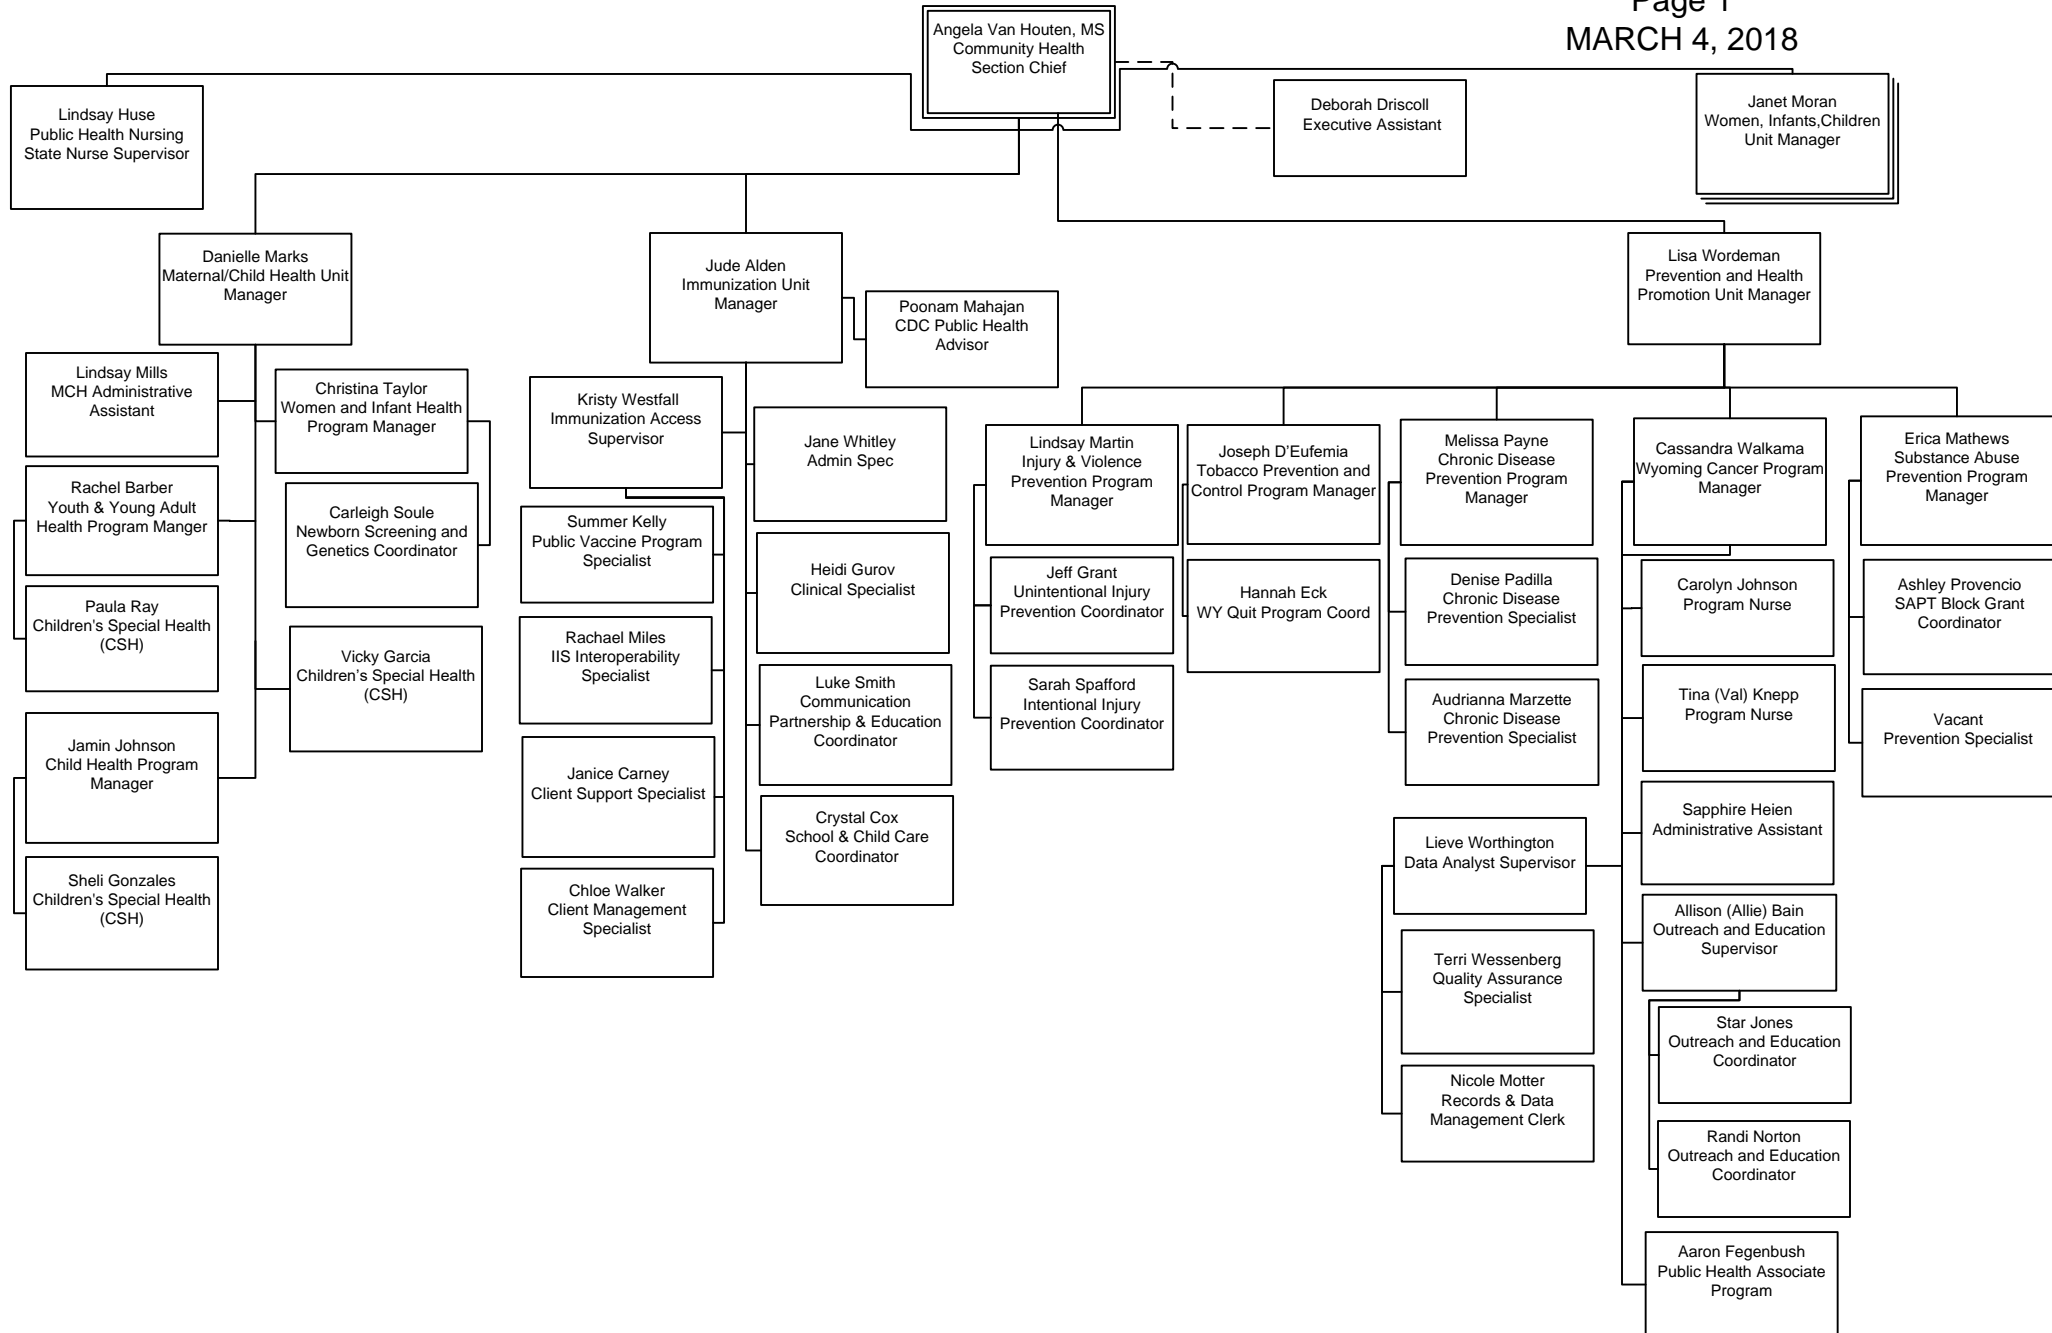 Page 1
MARCH 4, 2018
Angela Van Houten, MS
Community Health
Section Chief
Lindsay Huse
Public Health Nursing
State Nurse Supervisor
Deborah Driscoll
Executive Assistant
Janet Moran
Women, Infants,Children
Unit Manager
Danielle Marks
Maternal/Child Health Unit
Manager
Jude Alden
Immunization Unit
Manager
Poonam Mahajan
CDC Public Health
Advisor
Lisa Wordeman
Prevention and Health
Promotion Unit Manager
Lindsay Mills
MCH Administrative
Assistant
Christina Taylor
Women and Infant Health
Program Manager
Rachel Barber
Youth & Young Adult
Health Program Manger
Carleigh Soule
Newborn Screening and
Genetics Coordinator
Paula Ray
Children's Special Health
(CSH)
Vicky Garcia
Children’s Special Health
(CSH)
Jamin Johnson
Child Health Program
Manager
Sheli Gonzales
Children's Special Health
(CSH)
Kristy Westfall
Immunization Access
Supervisor
Jane Whitley
Admin Spec
Summer Kelly
Public Vaccine Program
Specialist
Heidi Gurov
Clinical Specialist
Rachael Miles
IIS Interoperability
Specialist
Luke Smith
Communication
Partnership & Education
Coordinator
Janice Carney
Client Support Specialist
Crystal Cox
School & Child Care
Coordinator
Chloe Walker
Client Management
Specialist
Lindsay Martin
Injury & Violence
Prevention Program
Manager
Jeff Grant
Unintentional Injury
Prevention Coordinator
Sarah Spafford
Intentional Injury
Prevention Coordinator
Joseph D’Eufemia
Tobacco Prevention and
Control Program Manager
Hannah Eck
WY Quit Program Coord
Melissa Payne
Chronic Disease
Prevention Program
Manager
Denise Padilla
Chronic Disease
Prevention Specialist
Audrianna Marzette
Chronic Disease
Prevention Specialist
Cassandra Walkama
Wyoming Cancer Program
Manager
Carolyn Johnson
Program Nurse
Tina (Val) Knepp
Program Nurse
Sapphire Heien
Administrative Assistant
Lieve Worthington
Data Analyst Supervisor
Terri Wessenberg
Quality Assurance
Specialist
Nicole Motter
Records & Data
Management Clerk
Allison (Allie) Bain
Outreach and Education
Supervisor
Star Jones
Outreach and Education
Coordinator
Randi Norton
Outreach and Education
Coordinator
Aaron Fegenbush
Public Health Associate
Program
Erica Mathews
Substance Abuse
Prevention Program
Manager
Ashley Provencio
SAPT Block Grant
Coordinator
Vacant
Prevention Specialist